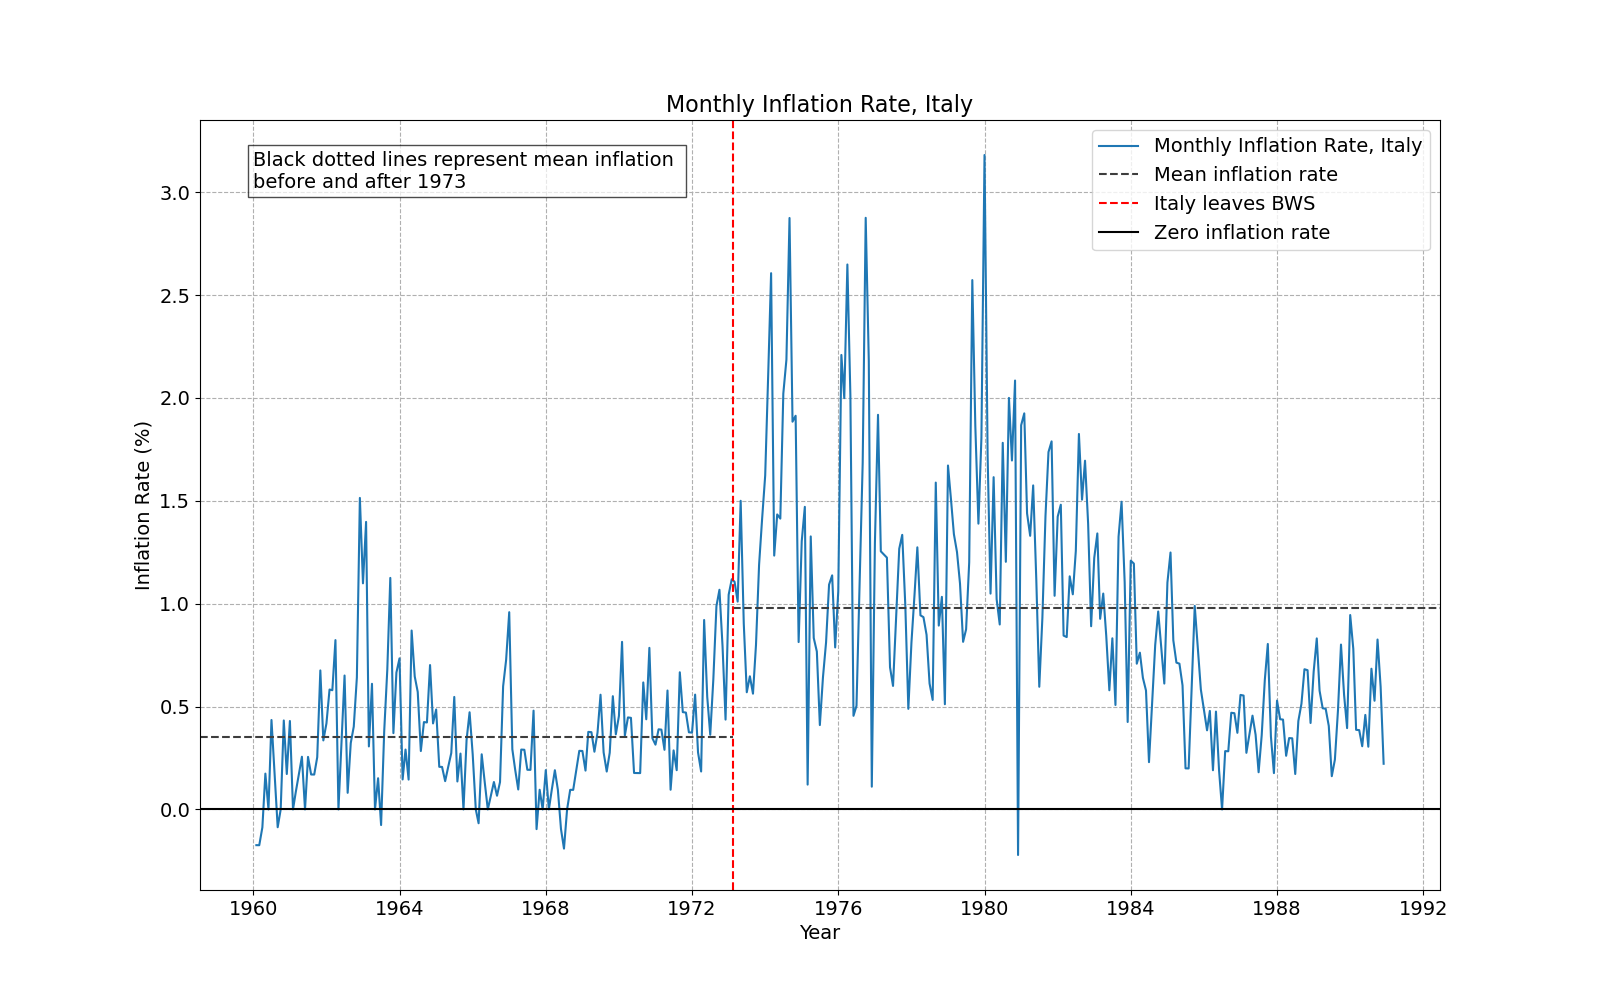 Monthly Inflation Rate, Italy
Black dotted lines represent mean inflation
before and after 1973
Monthly Inflation Rate, Italy
Mean inflation rate
Italy leaves BWS
Zero inflation rate
Inflation Rate (%)
3.0
2.5
2.0
1.5
1.0
0.5
0.0
1960
1964
1968
1972
1976
1980
1984
1988
1992
Year